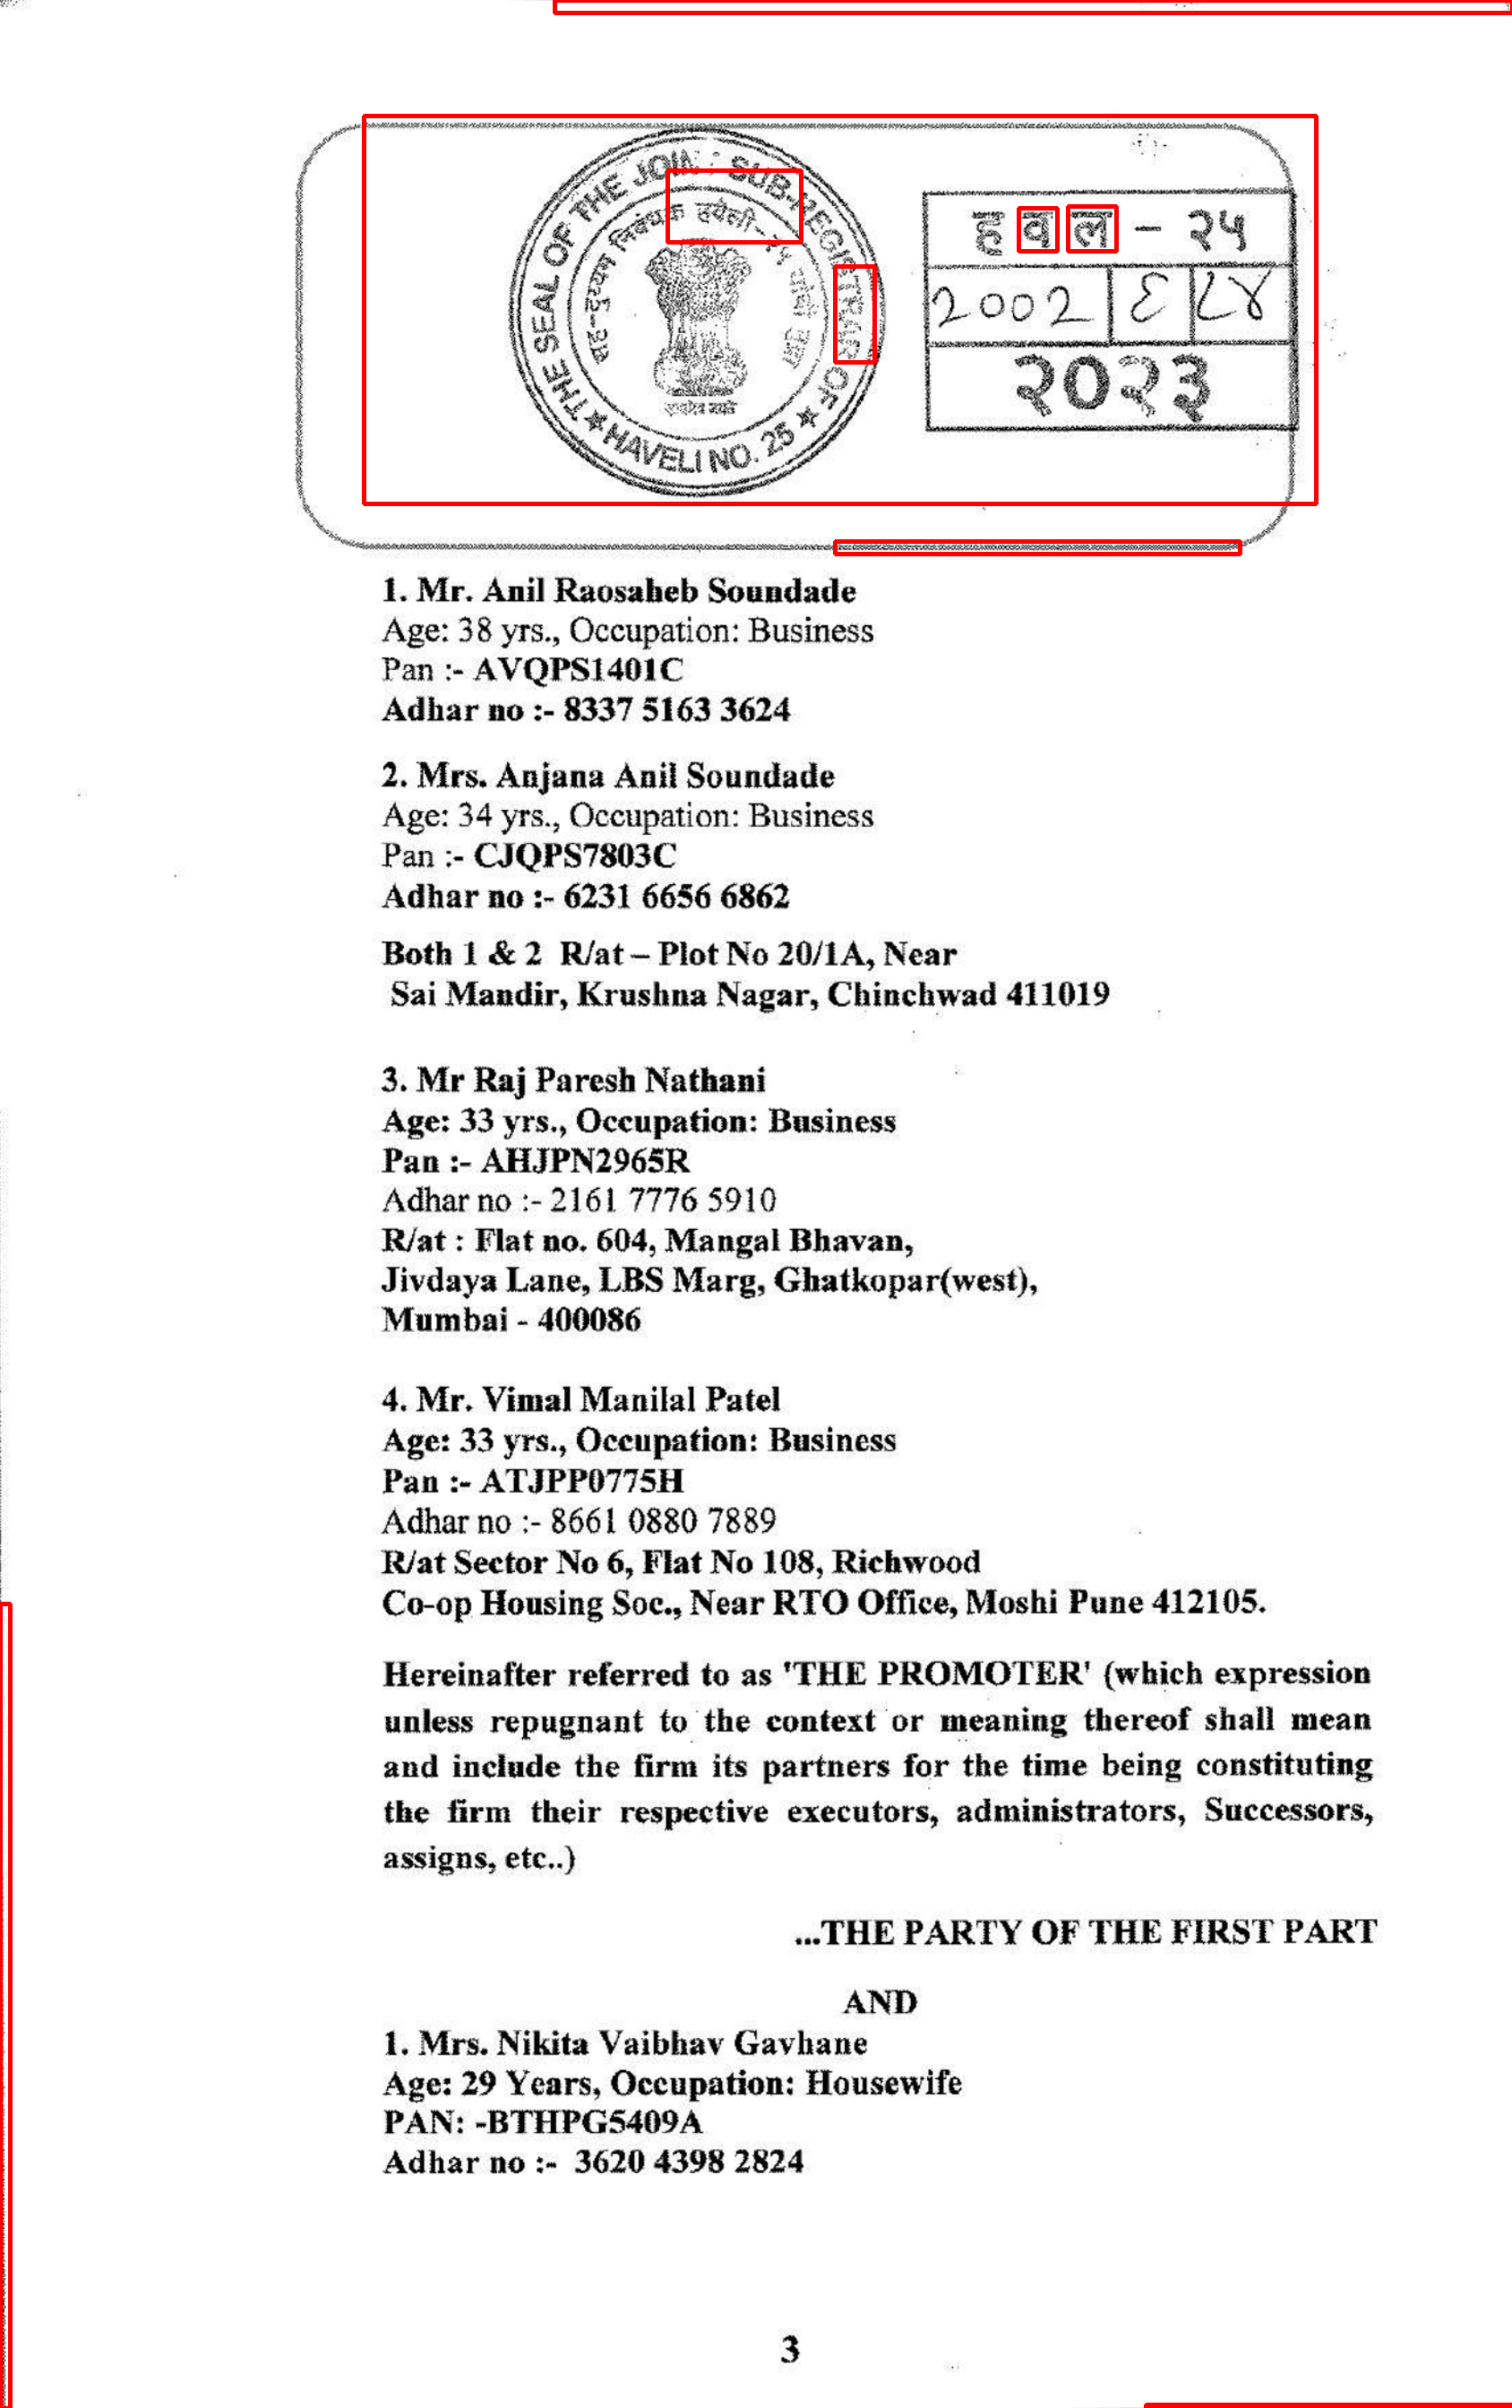 THE SEAL OF THE JOINT SUB-REGISTRAR OF
★ HAVELI NO. 25 ★
सह-दुय्यम निबंधक हवेली-२५
हवल - २५
2002 ६ ८४
२०२३
1. Mr. Anil Raosaheb Soundade
Age: 38 yrs., Occupation: Business
Pan :- AVQPS1401C
Adhar no :- 8337 5163 3624
2. Mrs. Anjana Anil Soundade
Age: 34 yrs., Occupation: Business
Pan :- CJQPS7803C
Adhar no :- 6231 6656 6862
Both 1 & 2 R/at – Plot No 20/1A, Near
Sai Mandir, Krushna Nagar, Chinchwad 411019
3. Mr Raj Paresh Nathani
Age: 33 yrs., Occupation: Business
Pan :- AHJPN2965R
Adhar no :- 2161 7776 5910
R/at : Flat no. 604, Mangal Bhavan,
Jivdaya Lane, LBS Marg, Ghatkopar(west),
Mumbai - 400086
4. Mr. Vimal Manilal Patel
Age: 33 yrs., Occupation: Business
Pan :- ATJPP0775H
Adhar no :- 8661 0880 7889
R/at Sector No 6, Flat No 108, Richwood
Co-op Housing Soc., Near RTO Office, Moshi Pune 412105.
Hereinafter referred to as 'THE PROMOTER' (which expression
unless repugnant to the context or meaning thereof shall mean
and include the firm its partners for the time being constituting
the firm their respective executors, administrators, Successors,
assigns, etc..)
...THE PARTY OF THE FIRST PART
AND
1. Mrs. Nikita Vaibhav Gavhane
Age: 29 Years, Occupation: Housewife
PAN: -BTHPG5409A
Adhar no :- 3620 4398 2824
3